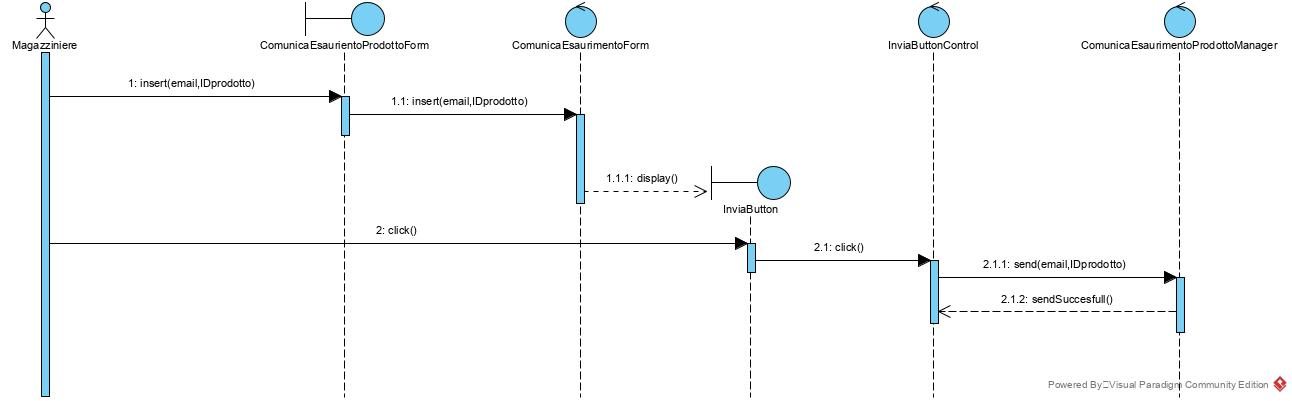 Magazziniere
ComunicaEsaurientoProdottoForm
ComunicaEsaurimentoForm
InviaButtonControl
ComunicaEsaurimentoProdottoManager
1: insert(email,IDprodotto)
1.1: insert(email,IDprodotto)
1.1.1: display()
InviaButton
2: click()
2.1: click()
2.1.1: send(email,IDprodotto)
2.1.2: sendSuccesfull()
Powered By Visual Paradigm Community Edition